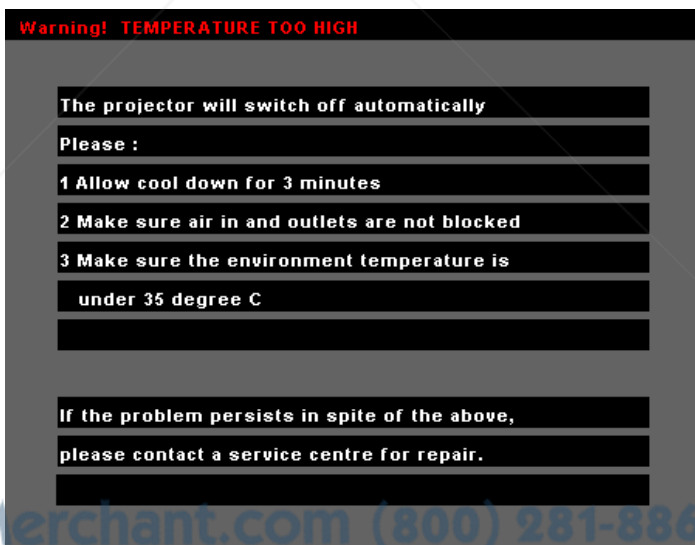 Warning! TEMPERATURE TOO HIGH
The projector will switch off automatically
Please :
1 Allow cool down for 3 minutes
2 Make sure air in and outlets are not blocked
3 Make sure the environment temperature is
under 35 degree C
If the problem persists in spite of the above,
please contact a service centre for repair.
erchant.com (800) 281-886